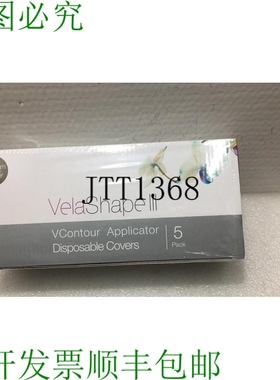 图必究
JTT1368
VelaShape III
VContour Applicator
Disposable Covers
5
Pack
开发票顺丰包邮